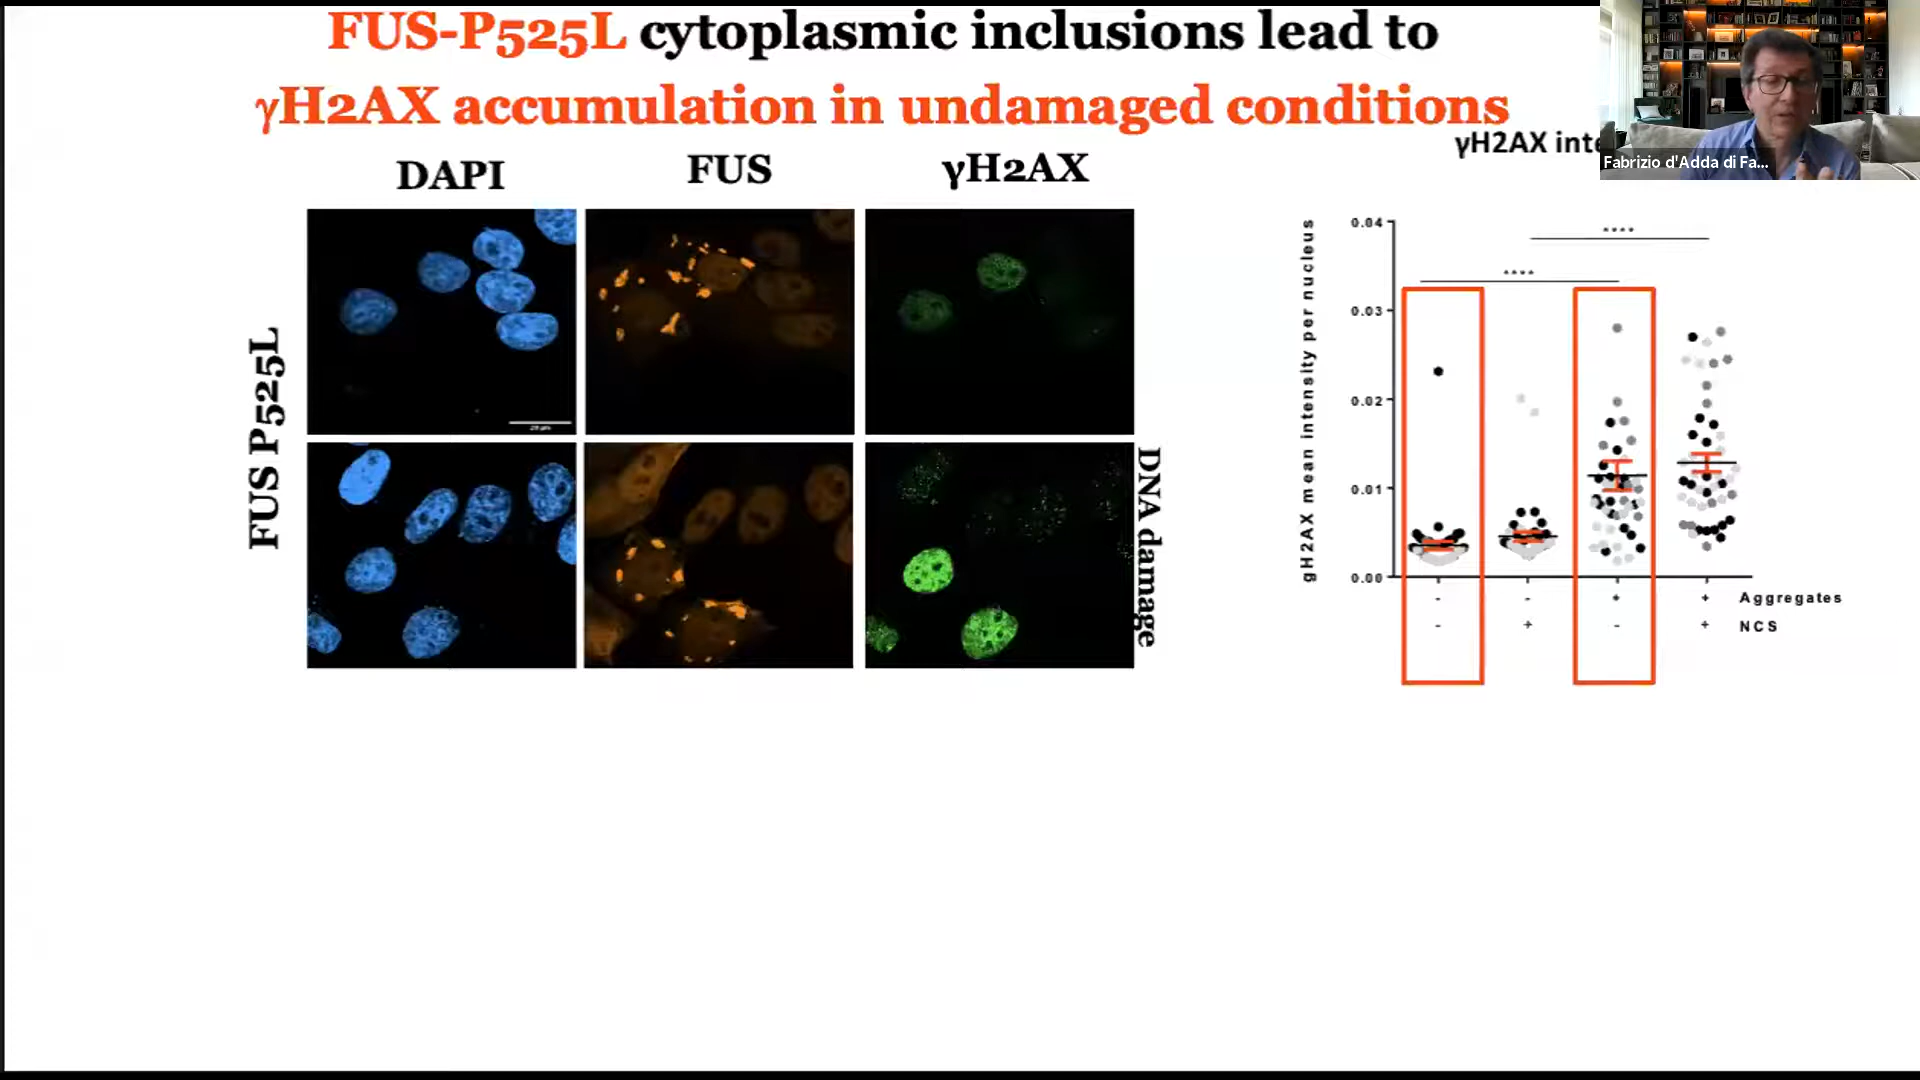 FUS-P525L cytoplasmic inclusions lead to
γH2AX accumulation in undamaged conditions
γH2AX inte
Fabrizio d'Adda di Fa...
DAPI
FUS
γH2AX
FUS P525L
DNA damage
20 µm
gH2AX mean intensity per nucleus
0.04
0.03
0.02
0.01
0.00
****
****
- - + + Aggregates
- + - + NCS